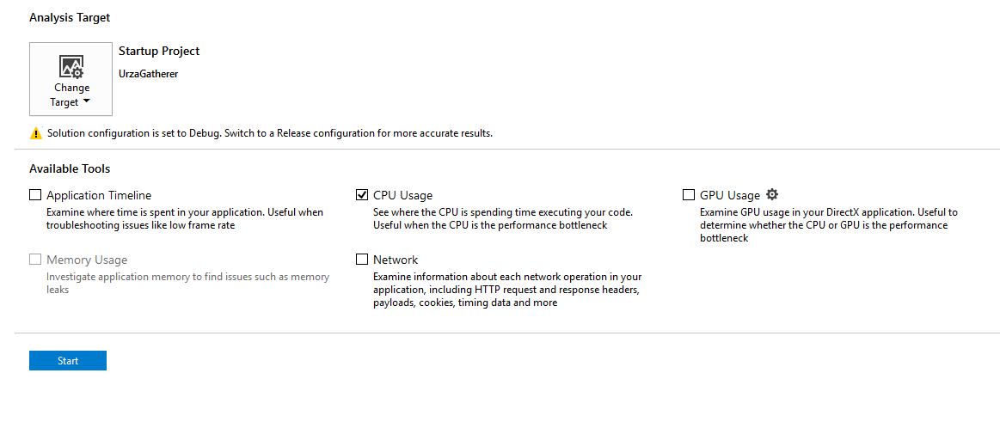 Analysis Target
Change
Target
Startup Project
UrzaGatherer
Solution configuration is set to Debug. Switch to a Release configuration for more accurate results.
Available Tools
Application Timeline
Examine where time is spent in your application. Useful when
troubleshooting issues like low frame rate
CPU Usage
See where the CPU is spending time executing your code.
Useful when the CPU is the performance bottleneck
GPU Usage
Examine GPU usage in your DirectX application. Useful to
determine whether the CPU or GPU is the performance
bottleneck
Memory Usage
Investigate application memory to find issues such as memory
leaks
Network
Examine information about each network operation in your
application, including HTTP request and response headers,
payloads, cookies, timing data and more
Start